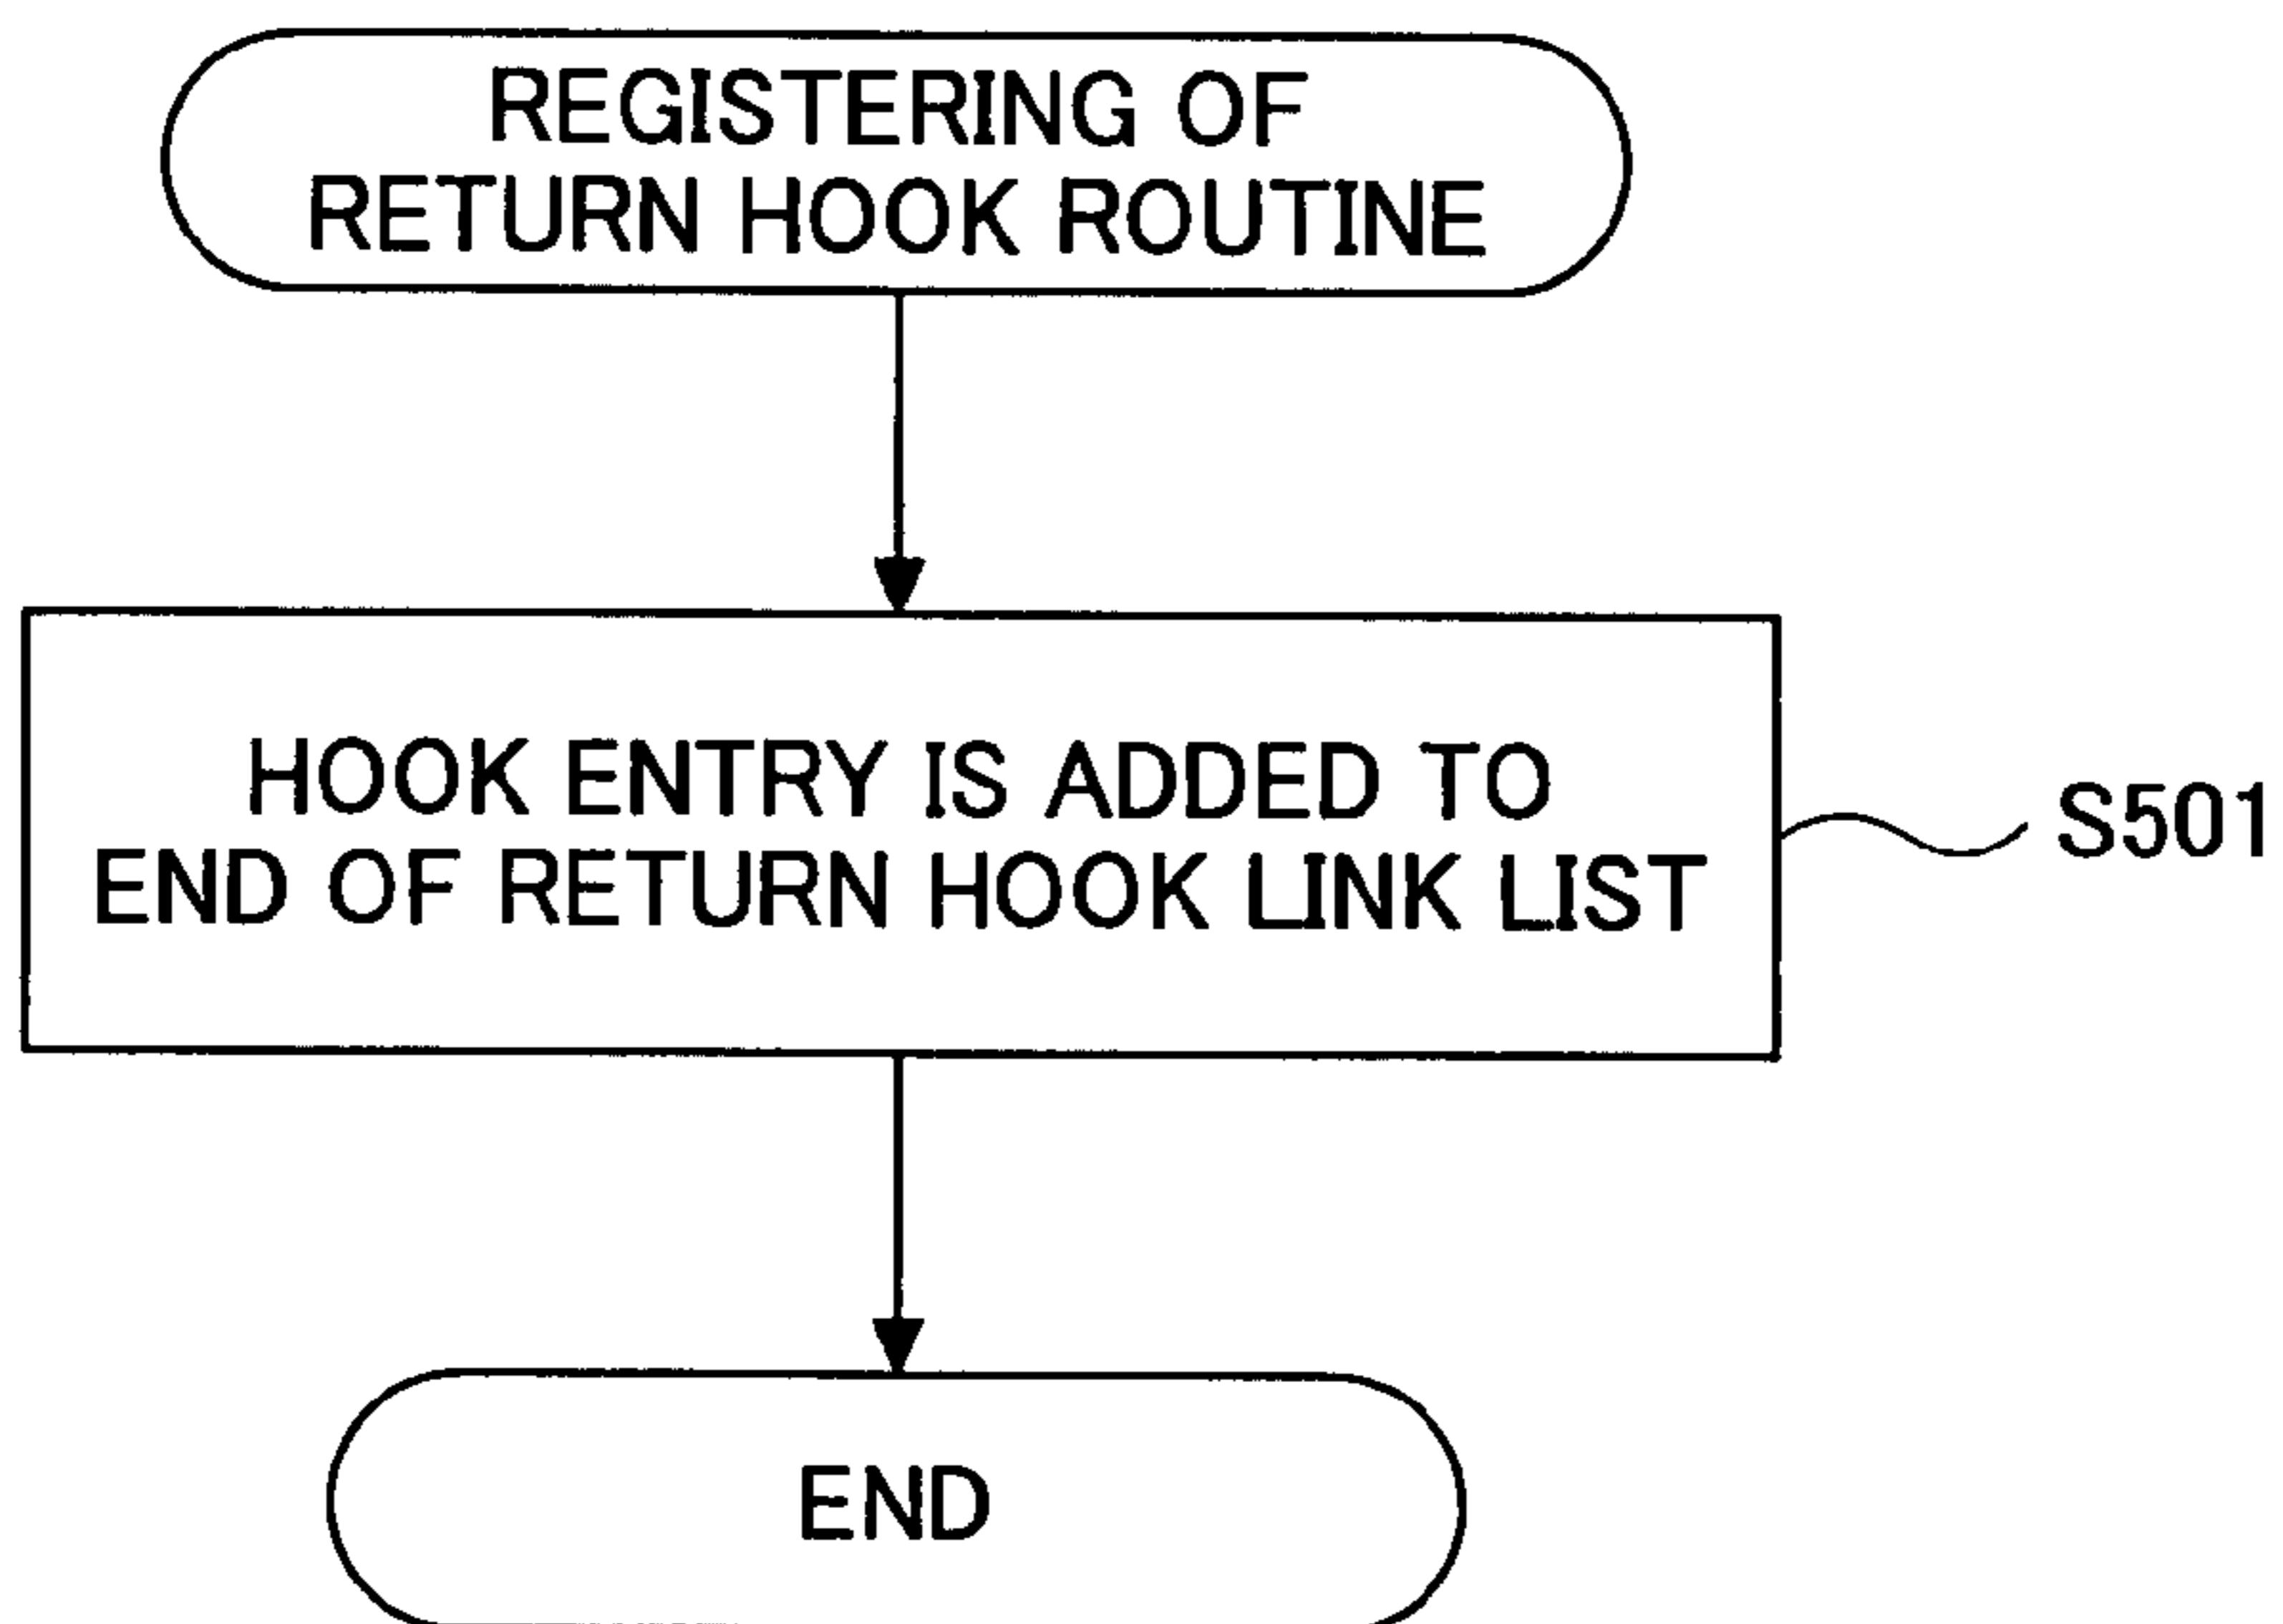 REGISTERING OF
RETURN HOOK ROUTINE
HOOK ENTRY IS ADDED TO
END OF RETURN HOOK LINK LIST
S501
END